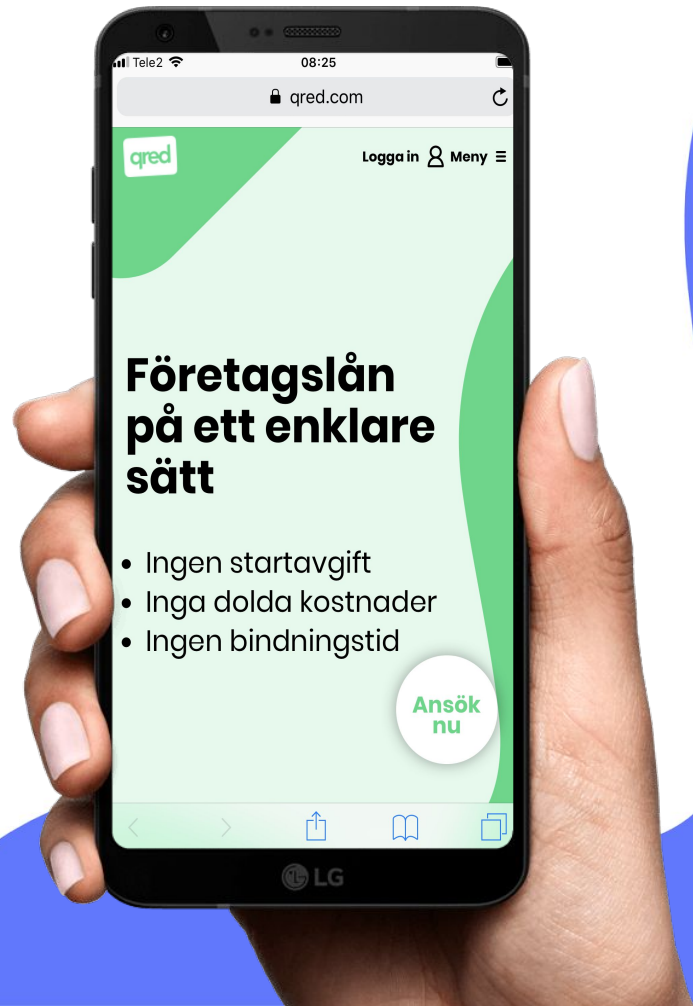 Tele2 08:25
qred.com
qred Logga in Meny
Företagslån
på ett enklare
sätt
• Ingen startavgift
• Inga dolda kostnader
• Ingen bindningstid
Ansök
nu
LG